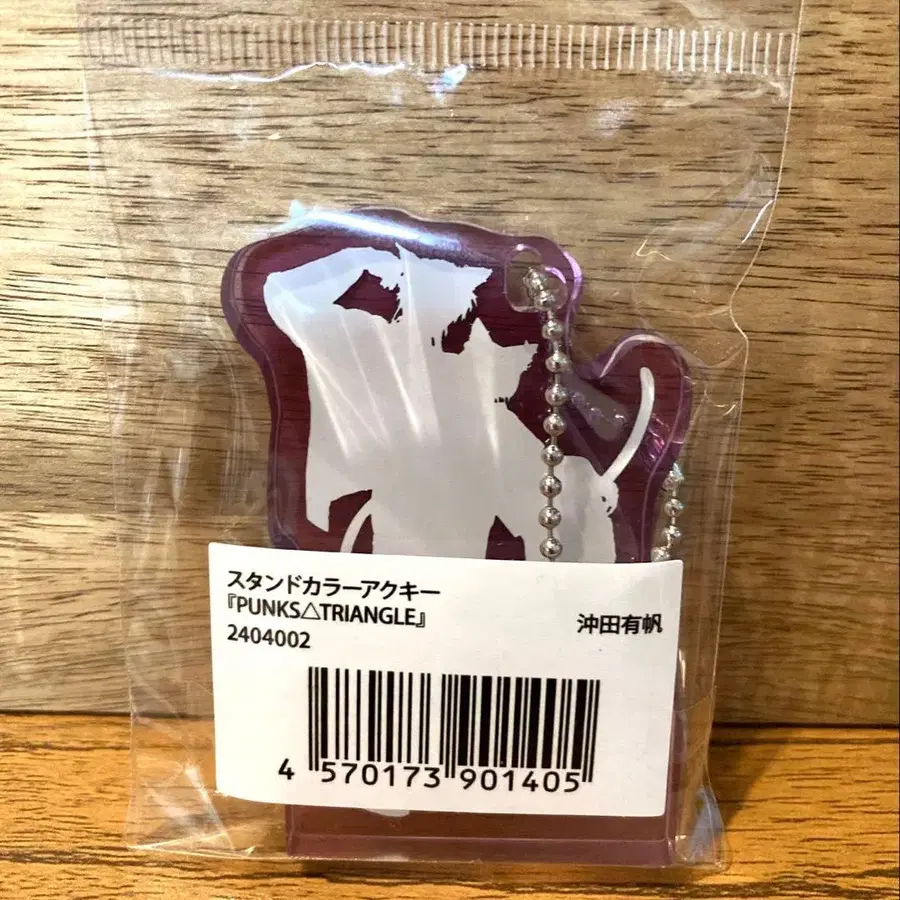 スタンドカラーアクキー
『PUNKS△TRIANGLE』
沖田有帆
2404002
4 570173 901405